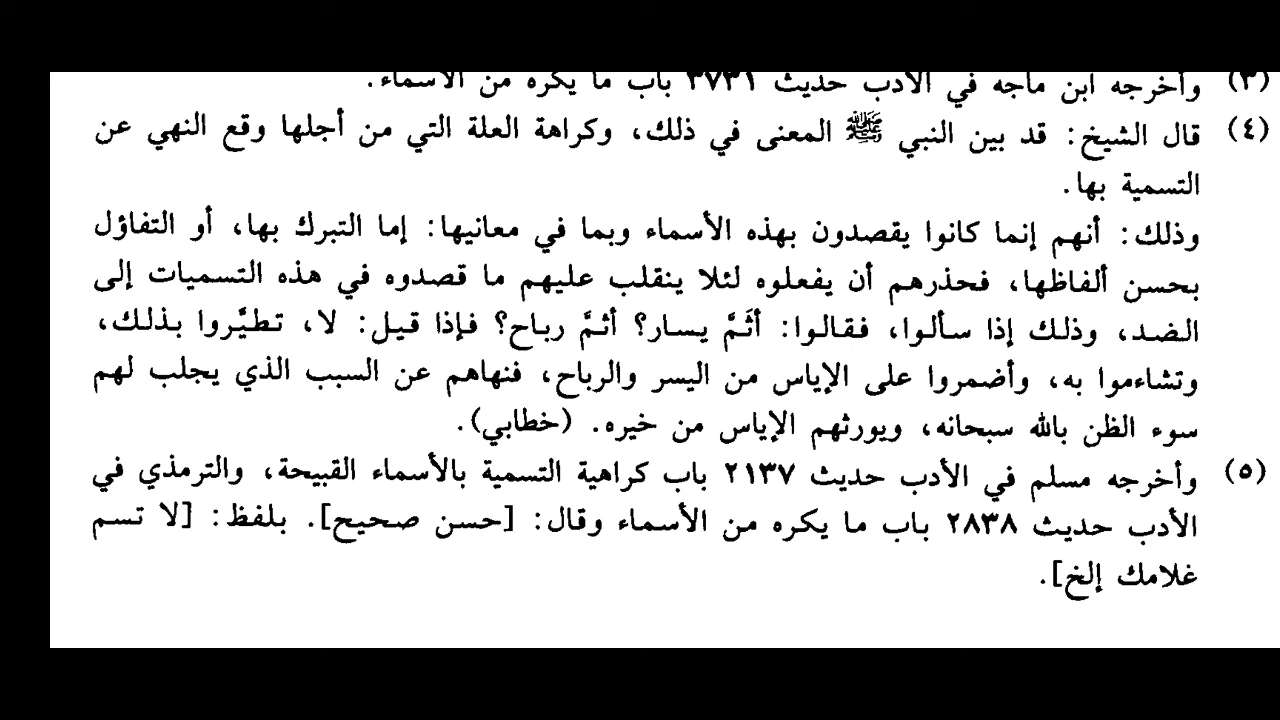 (٣) وأخرجه ابن ماجه في الأدب حديث ٣٧٣١ باب ما يكره من الأسماء.
(٤) قال الشيخ: قد بين النبي ﷺ المعنى في ذلك، وكراهة العلة التي من أجلها وقع النهي عن
التسمية بها.
وذلك: أنهم إنما كانوا يقصدون بهذه الأسماء وبما في معانيها: إما التبرك بها، أو التفاؤل
بحسن ألفاظها، فحذرهم أن يفعلوه لئلا ينقلب عليهم ما قصدوه في هذه التسميات إلى
الضد، وذلك إذا سألوا، فقالوا: أثَمَّ يسار؟ أثمَّ رباح؟ فإذا قيل: لا، تطيَّروا بذلك،
وتشاءموا به، وأضمروا على الإياس من اليسر والرباح، فنهاهم عن السبب الذي يجلب لهم
سوء الظن بالله سبحانه، ويورثهم الإياس من خيره. (خطابي).
(٥) وأخرجه مسلم في الأدب حديث ٢١٣٧ باب كراهية التسمية بالأسماء القبيحة، والترمذي في
الأدب حديث ٢٨٣٨ باب ما يكره من الأسماء وقال: [حسن صحيح]. بلفظ: [لا تسم
غلامك إلخ].